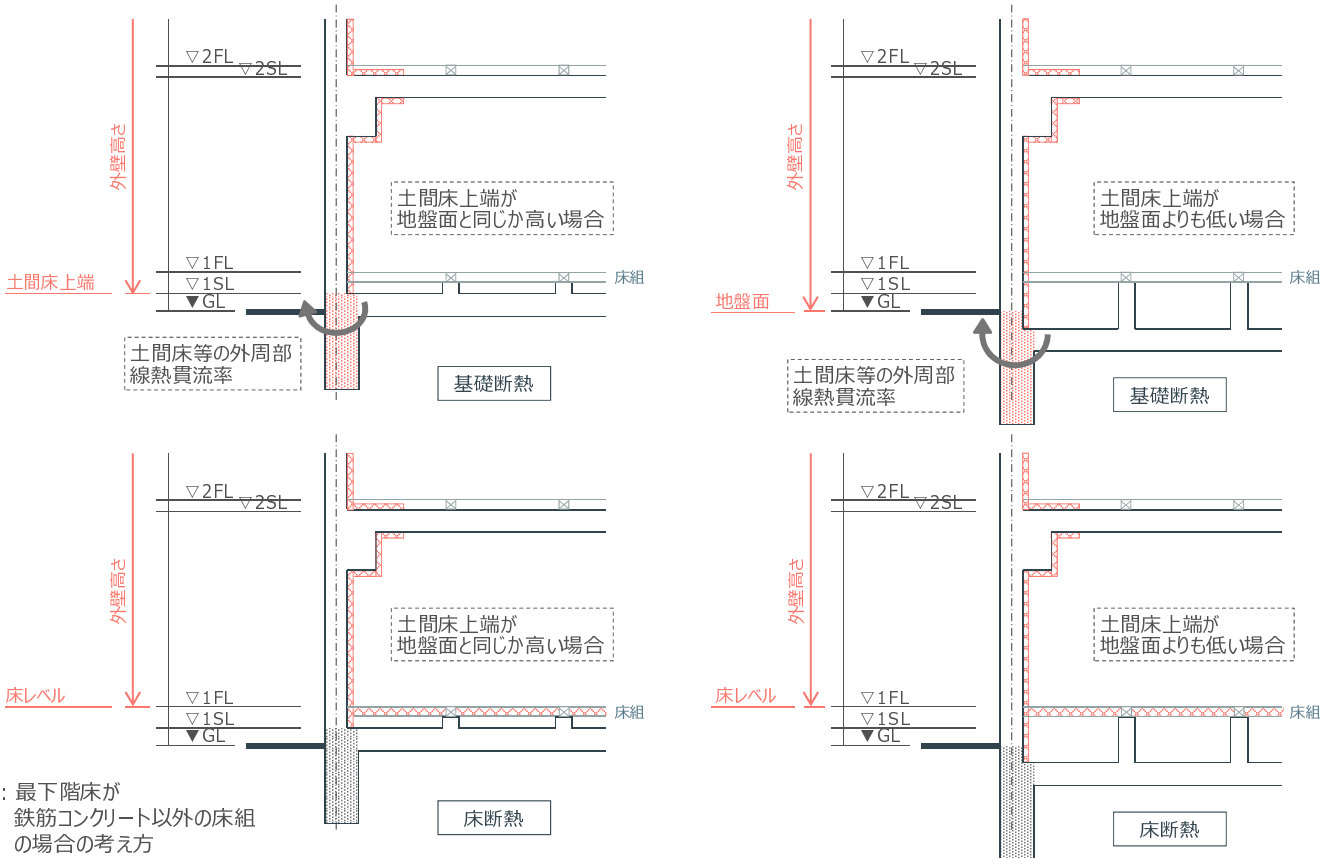 ▽2FL
▽2SL
外壁高さ
土間床上端が
地盤面と同じか高い場合
▽1FL
▽1SL
▼GL
土間床上端
床組
土間床等の外周部
線熱貫流率
基礎断熱
▽2FL
▽2SL
外壁高さ
土間床上端が
地盤面よりも低い場合
▽1FL
▽1SL
▼GL
地盤面
床組
土間床等の外周部
線熱貫流率
基礎断熱
▽2FL
▽2SL
外壁高さ
土間床上端が
地盤面と同じか高い場合
床レベル
▽1FL
▽1SL
▼GL
床組
床断熱
▽2FL
▽2SL
外壁高さ
土間床上端が
地盤面よりも低い場合
床レベル
▽1FL
▽1SL
▼GL
床組
床断熱
: 最下階床が
鉄筋コンクリート以外の床組
の場合の考え方